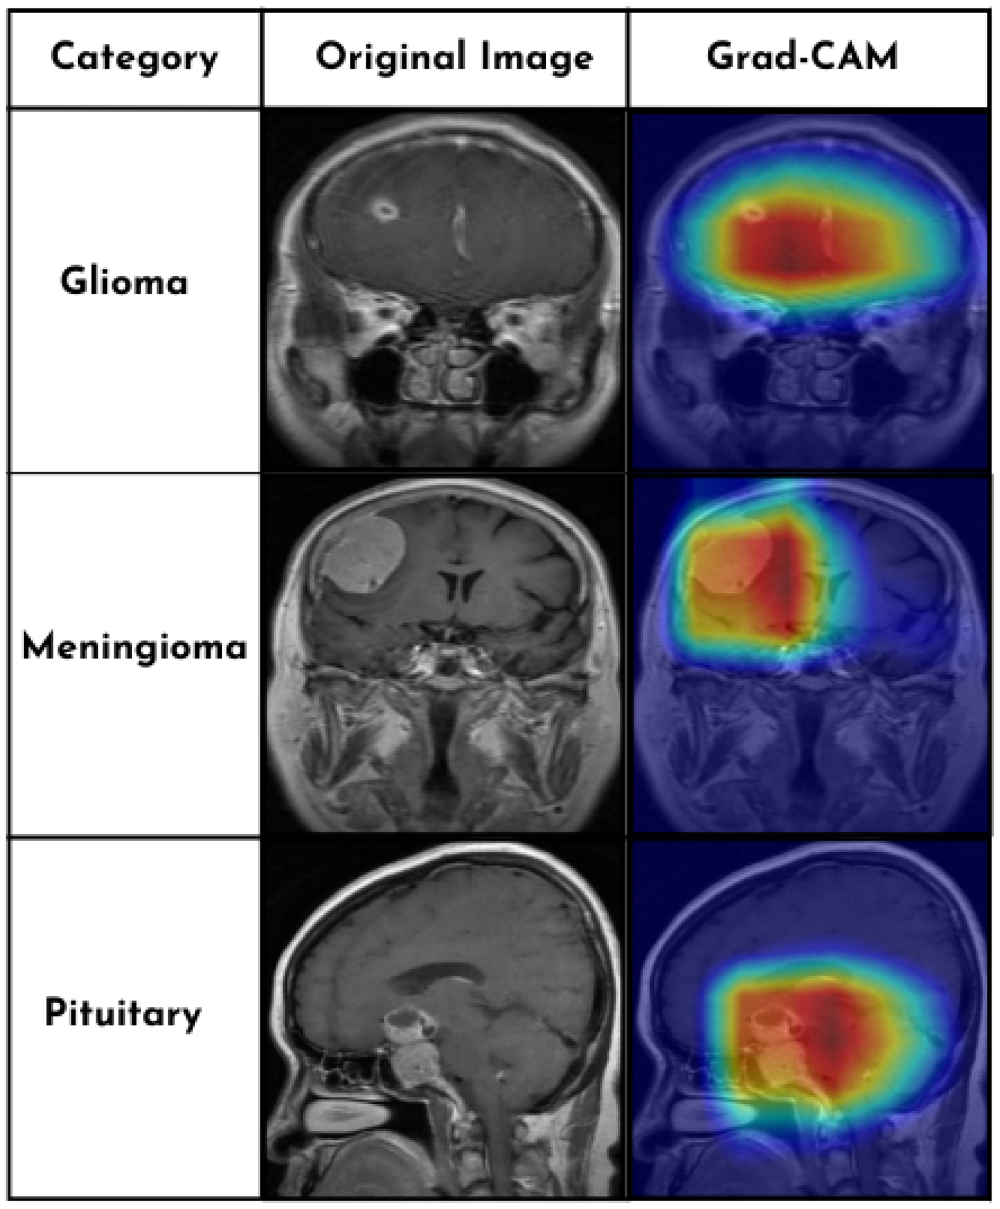 Category
Original Image
Grad-CAM
Glioma
Meningioma
Pituitary